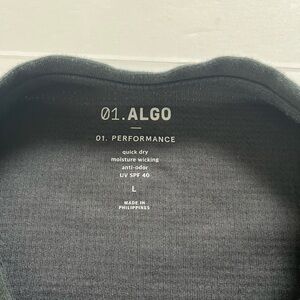 01.ALGO
01. PERFORMANCE
quick dry
moisture wicking
anti-odor
UV SPF 40
L
MADE IN
PHILIPPINES